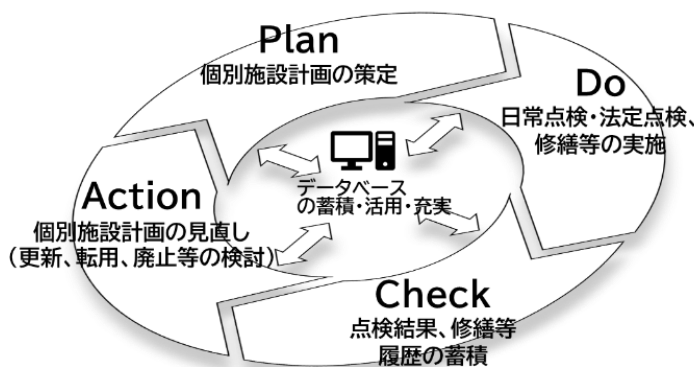 Plan
個別施設計画の策定
Do
日常点検・法定点検、
修繕等の実施
データベース
の蓄積・活用・充実
Action
個別施設計画の見直し
（更新、転用、廃止等の検討）
Check
点検結果、修繕等
履歴の蓄積